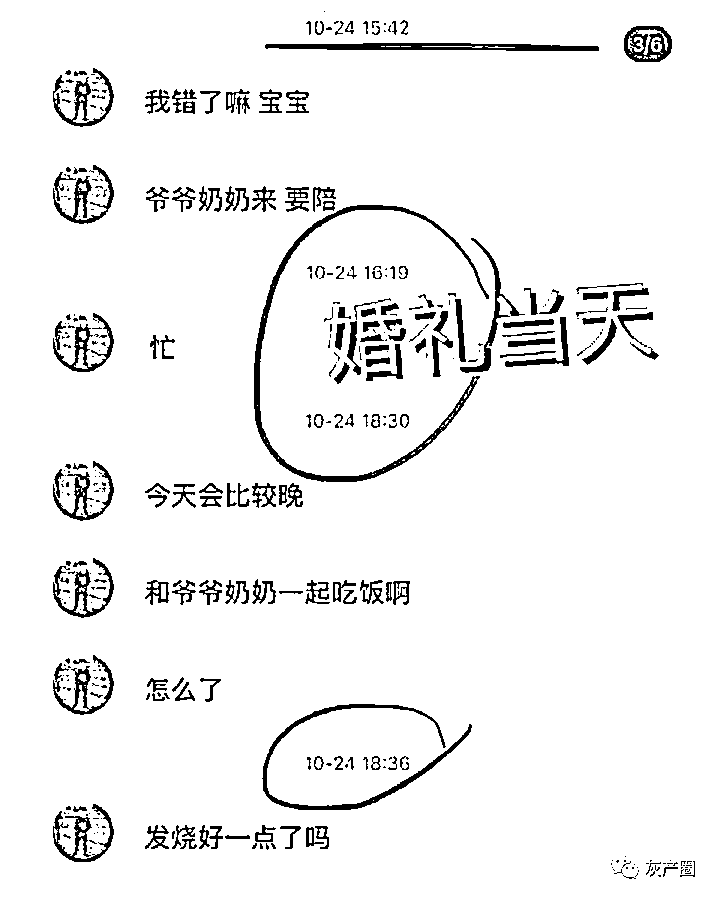 10-24 15:42
3/6
我错了嘛 宝宝
爷爷奶奶来 要陪
10-24 16:19
婚礼当天
忙
10-24 18:30
今天会比较晚
和爷爷奶奶一起吃饭啊
怎么了
10-24 18:36
发烧好一点了吗
灰产圈